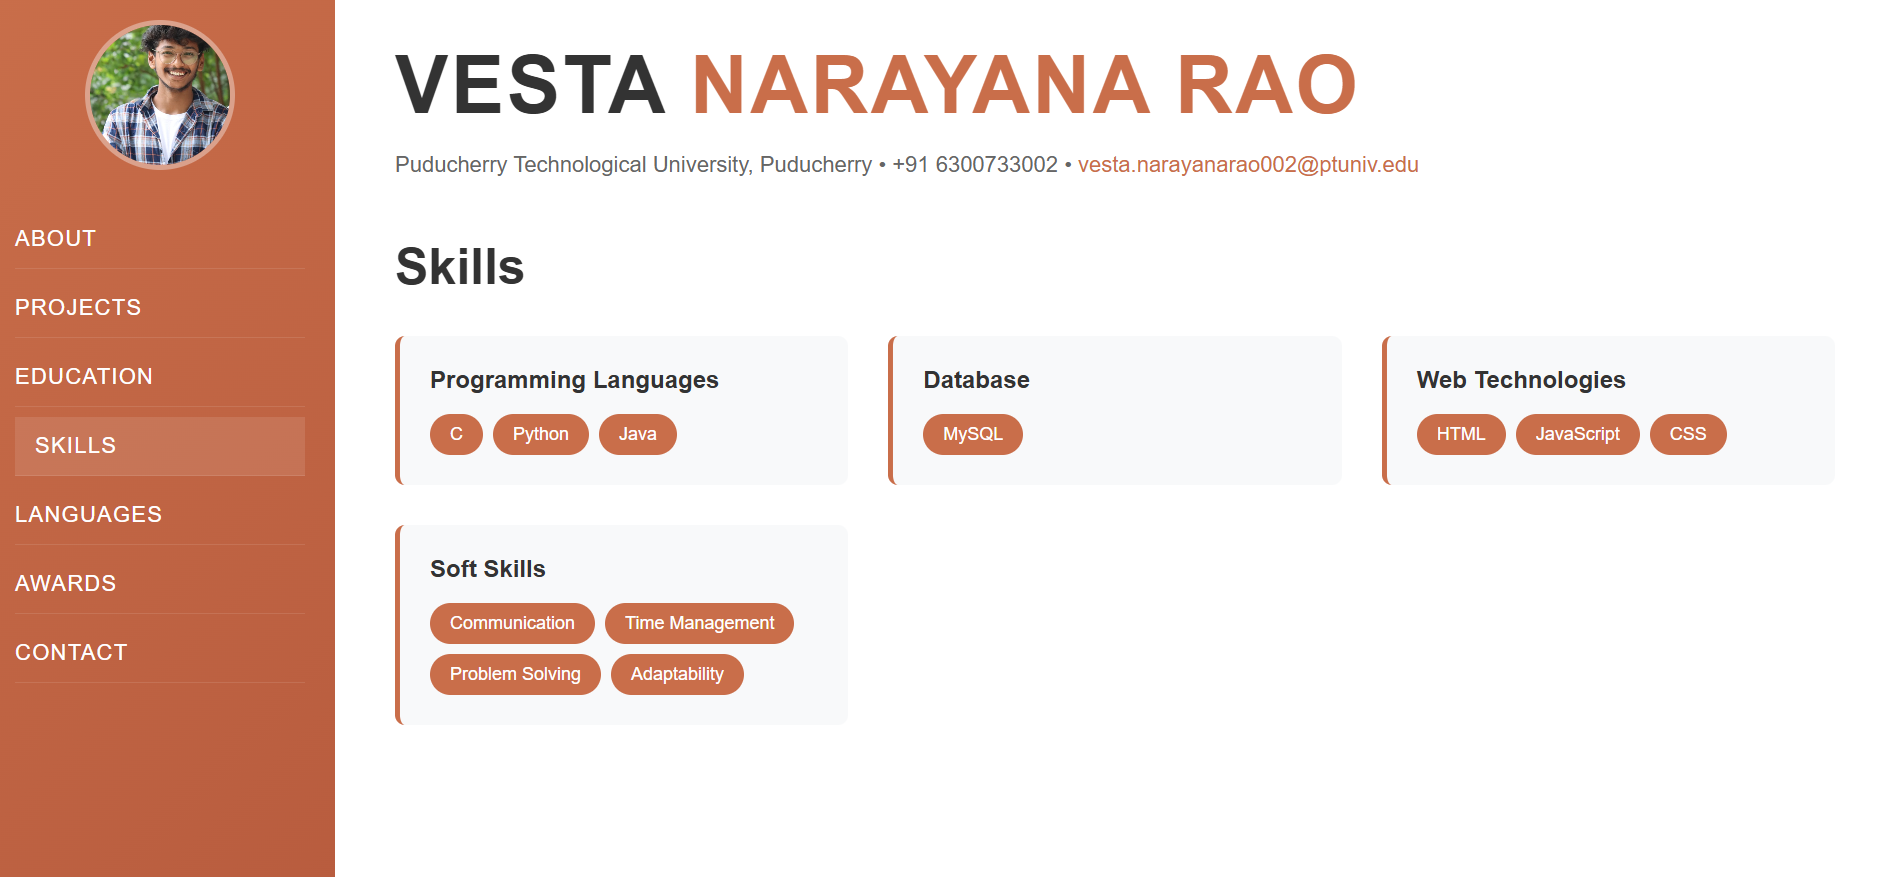 ABOUT
PROJECTS
EDUCATION
SKILLS
LANGUAGES
AWARDS
CONTACT
VESTA NARAYANA RAO
Puducherry Technological University, Puducherry • +91 6300733002 • vesta.narayanarao002@ptuniv.edu
Skills
Programming Languages
C Python Java
Database
MySQL
Web Technologies
HTML JavaScript CSS
Soft Skills
Communication Time Management
Problem Solving Adaptability